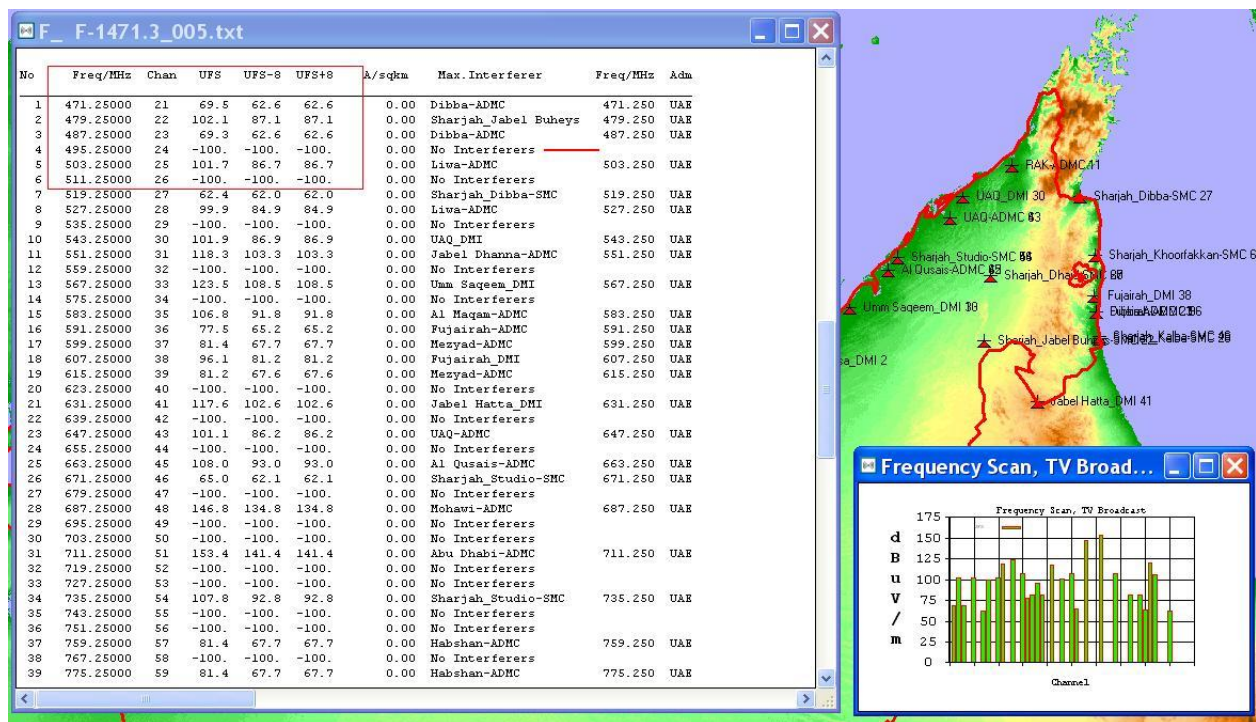 F_ F-1471.3_005.txt
No Freq/MHz Chan UFS UFS-8 UFS+8 A/sqkm Max.Interferer Freq/MHz Adm
1 471.25000 21 69.5 62.6 62.6 0.00 Dibba-ADMC 471.250 UAE
2 479.25000 22 102.1 87.1 87.1 0.00 Sharjah_Jabel Buheys 479.250 UAE
3 487.25000 23 69.3 62.6 62.6 0.00 Dibba-ADMC 487.250 UAE
4 495.25000 24 -100. -100. -100. 0.00 No Interferers
5 503.25000 25 101.7 86.7 86.7 0.00 Liwa-ADMC 503.250 UAE
6 511.25000 26 -100. -100. -100. 0.00 No Interferers
7 519.25000 27 62.4 62.0 62.0 0.00 Sharjah_Dibba-SMC 519.250 UAE
8 527.25000 28 99.9 84.9 84.9 0.00 Liwa-ADMC 527.250 UAE
9 535.25000 29 -100. -100. -100. 0.00 No Interferers
10 543.25000 30 101.9 86.9 86.9 0.00 UAQ_DMI 543.250 UAE
11 551.25000 31 118.3 103.3 103.3 0.00 Jabel Dhanna-ADMC 551.250 UAE
12 559.25000 32 -100. -100. -100. 0.00 No Interferers
13 567.25000 33 123.5 108.5 108.5 0.00 Umm Saqeem_DMI 567.250 UAE
14 575.25000 34 -100. -100. -100. 0.00 No Interferers
15 583.25000 35 106.8 91.8 91.8 0.00 Al Maqam-ADMC 583.250 UAE
16 591.25000 36 77.5 65.2 65.2 0.00 Fujairah-ADMC 591.250 UAE
17 599.25000 37 81.4 67.7 67.7 0.00 Mezyad-ADMC 599.250 UAE
18 607.25000 38 96.1 81.2 81.2 0.00 Fujairah_DMI 607.250 UAE
19 615.25000 39 81.2 67.6 67.6 0.00 Mezyad-ADMC 615.250 UAE
20 623.25000 40 -100. -100. -100. 0.00 No Interferers
21 631.25000 41 117.6 102.6 102.6 0.00 Jabel Hatta_DMI 631.250 UAE
22 639.25000 42 -100. -100. -100. 0.00 No Interferers
23 647.25000 43 101.1 86.2 86.2 0.00 UAQ-ADMC 647.250 UAE
24 655.25000 44 -100. -100. -100. 0.00 No Interferers
25 663.25000 45 108.0 93.0 93.0 0.00 Al Qusais-ADMC 663.250 UAE
26 671.25000 46 65.0 62.1 62.1 0.00 Sharjah_Studio-SMC 671.250 UAE
27 679.25000 47 -100. -100. -100. 0.00 No Interferers
28 687.25000 48 146.8 134.8 134.8 0.00 Mohawi-ADMC 687.250 UAE
29 695.25000 49 -100. -100. -100. 0.00 No Interferers
30 703.25000 50 -100. -100. -100. 0.00 No Interferers
31 711.25000 51 153.4 141.4 141.4 0.00 Abu Dhabi-ADMC 711.250 UAE
32 719.25000 52 -100. -100. -100. 0.00 No Interferers
33 727.25000 53 -100. -100. -100. 0.00 No Interferers
34 735.25000 54 107.8 92.8 92.8 0.00 Sharjah_Studio-SMC 735.250 UAE
35 743.25000 55 -100. -100. -100. 0.00 No Interferers
36 751.25000 56 -100. -100. -100. 0.00 No Interferers
37 759.25000 57 81.4 67.7 67.7 0.00 Habshan-ADMC 759.250 UAE
38 767.25000 58 -100. -100. -100. 0.00 No Interferers
39 775.25000 59 81.4 67.7 67.7 0.00 Habshan-ADMC 775.250 UAE
RAK-ADMC 11
UAQ_DMI 30
Sharjah_Dibba-SMC 27
UAQ-ADMC
Sharjah_Studio-SMC
Sharjah_Khoorfakkan-SMC 6
Al Qusais-ADMC
Fujairah_DMI 38
Umm Saqeem_DMI
Sharjah_Jabel
sa_DMI 2
Jabel Hatta_DMI 41
Frequency Scan, TV Broad...
Frequency Scan, TV Broadcast
dBuV/m
175
150
125
100
75
50
25
0
Channel